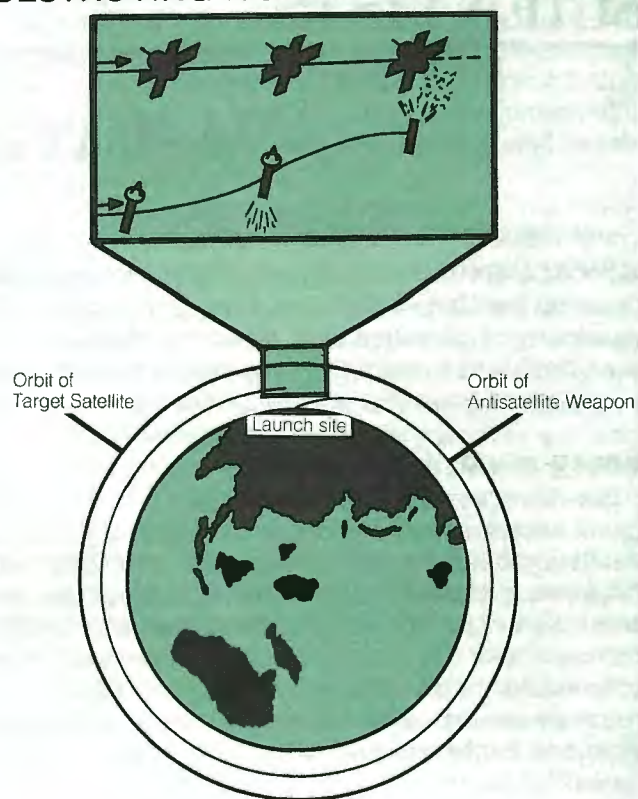 Orbit of
Target Satellite
Orbit of
Antisatellite Weapon
Launch site